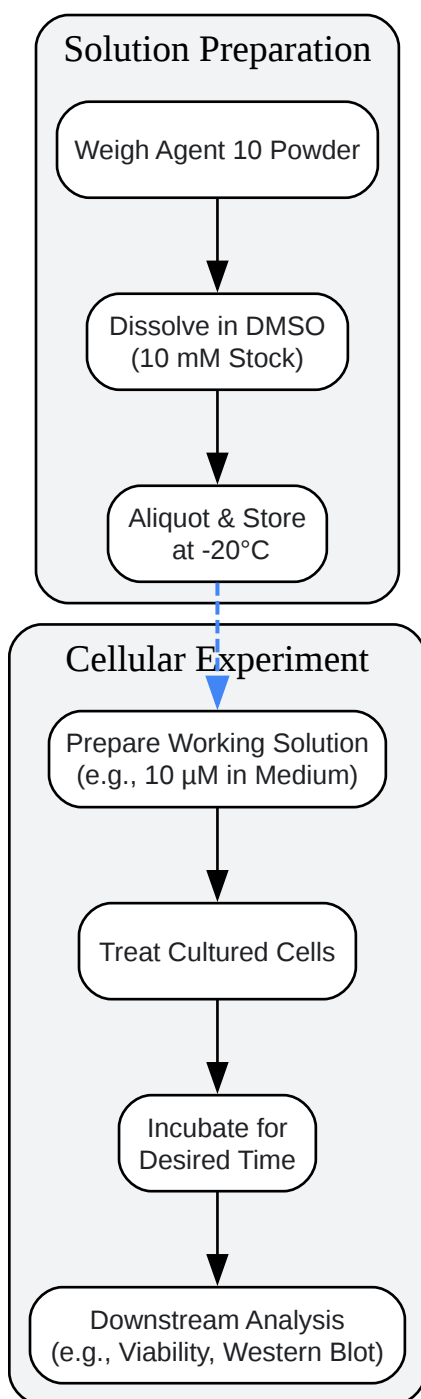 Solution Preparation
Weigh Agent 10 Powder
Dissolve in DMSO
(10 mM Stock)
Aliquot & Store
at -20°C
Cellular Experiment
Prepare Working Solution
(e.g., 10 µM in Medium)
Treat Cultured Cells
Incubate for
Desired Time
Downstream Analysis
(e.g., Viability, Western Blot)